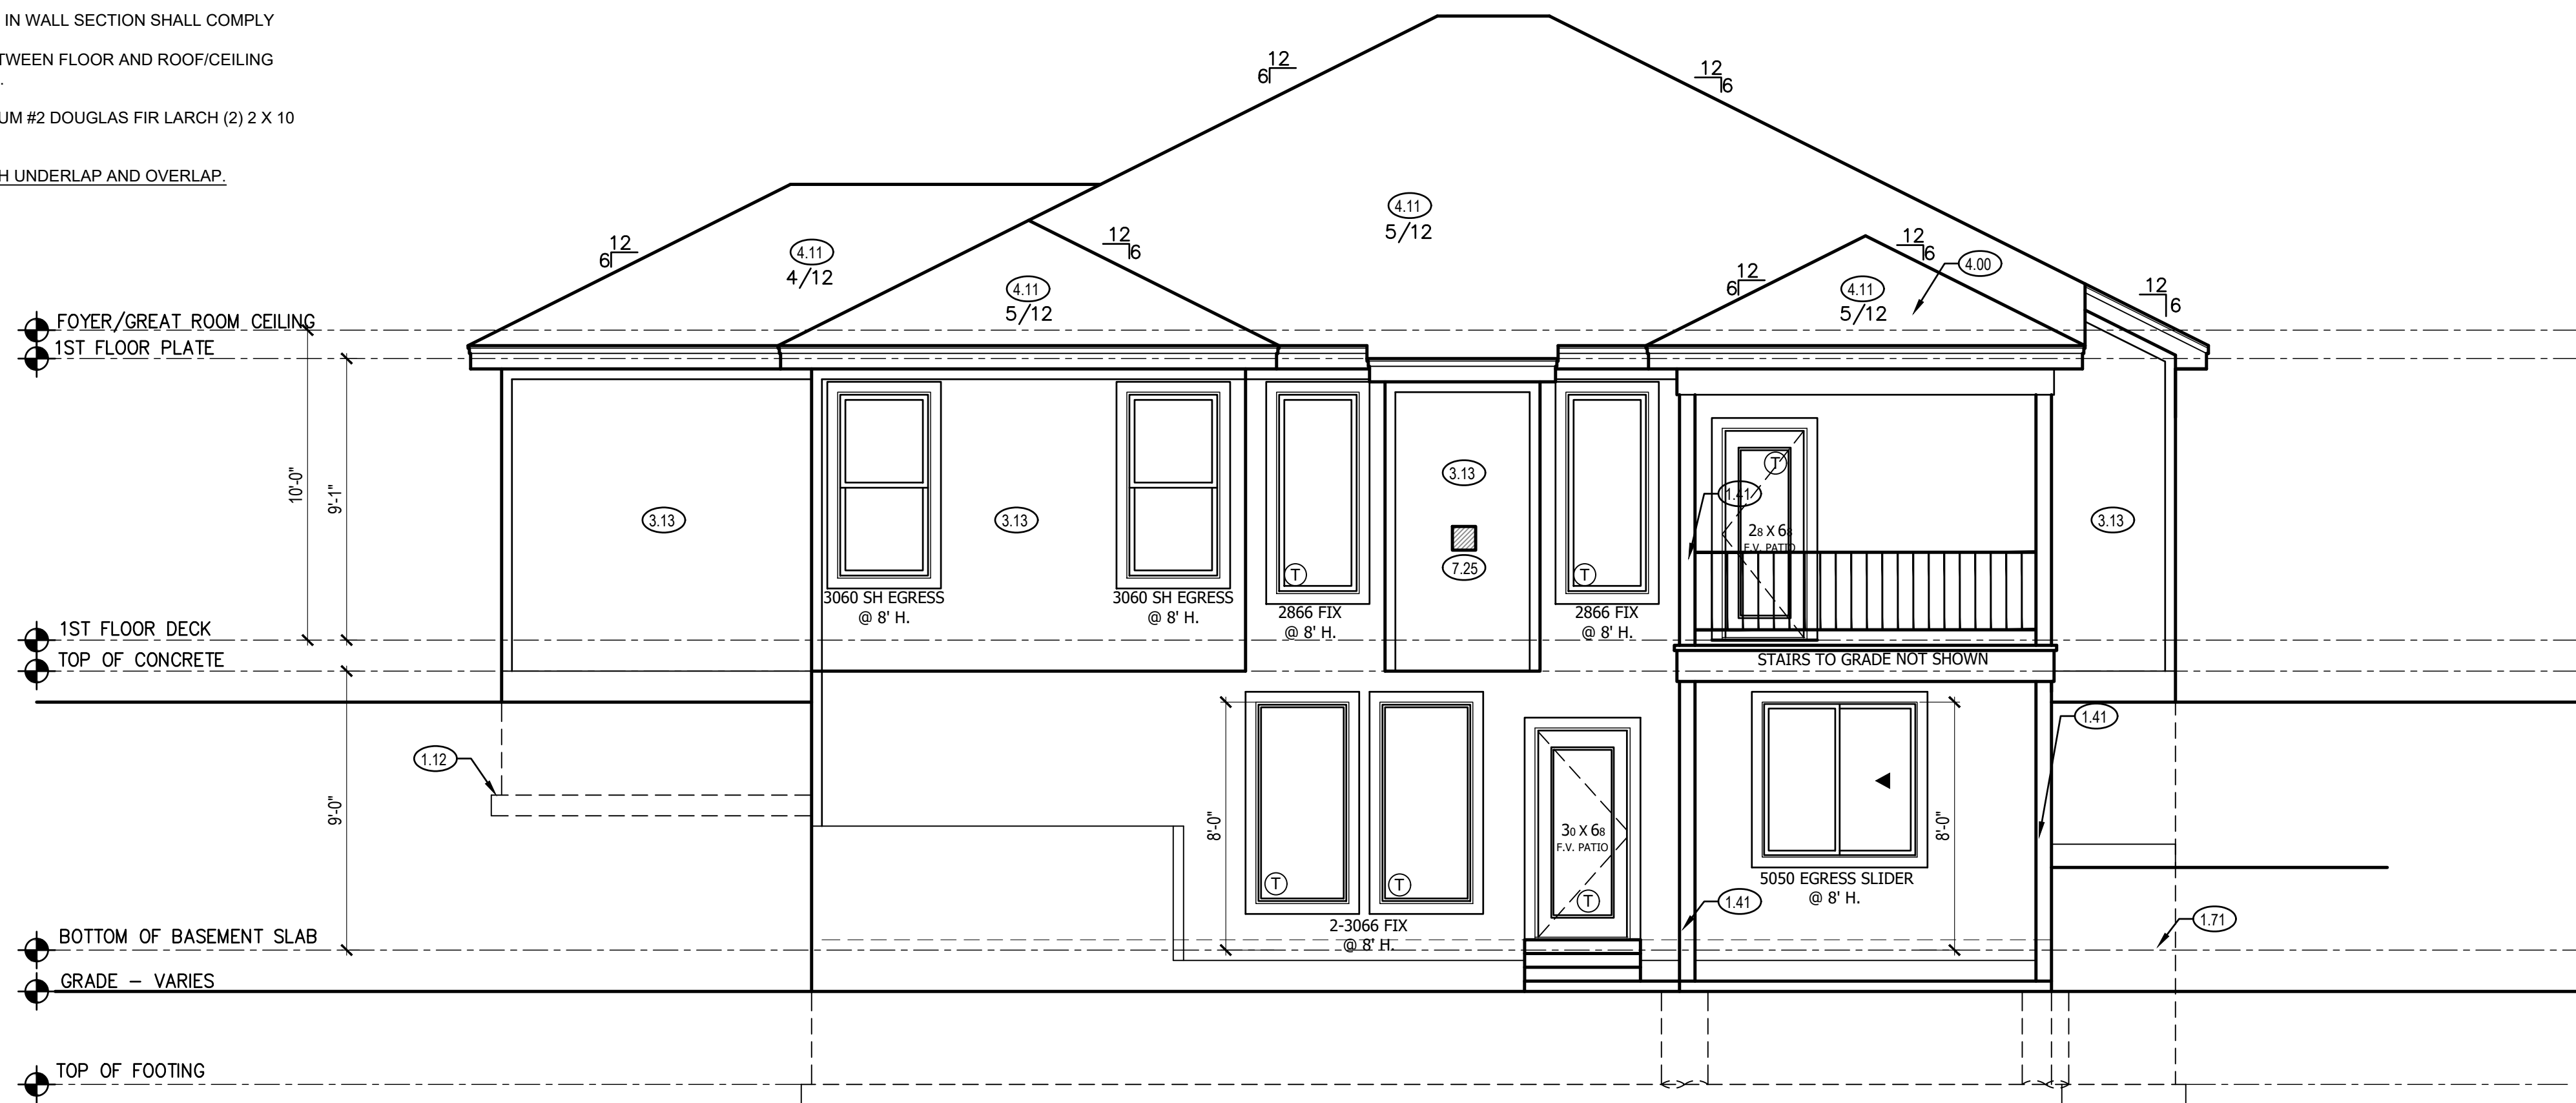 IN WALL SECTION SHALL COMPLY
TWEEN FLOOR AND ROOF/CEILING
.
UM #2 DOUGLAS FIR LARCH (2) 2 X 10
H UNDERLAP AND OVERLAP.
12
6
12
6
4.11
5/12
12
6
4.11
4/12
12
6
4.11
5/12
12
6
12
6
4.00
4.11
5/12
12
6
FOYER/GREAT ROOM CEILING
1ST FLOOR PLATE
10'-0"
9'-1"
3.13
3.13
3.13
3.13
7.25
T
T
T
1.41
28 X 68
F.V. PATIO
3060 SH EGRESS
@ 8' H.
3060 SH EGRESS
@ 8' H.
2866 FIX
@ 8' H.
2866 FIX
@ 8' H.
1ST FLOOR DECK
TOP OF CONCRETE
STAIRS TO GRADE NOT SHOWN
1.41
1.12
9'-0"
8'-0"
8'-0"
30 X 68
F.V. PATIO
T
T
T
5050 EGRESS SLIDER
@ 8' H.
1.41
1.71
2-3066 FIX
@ 8' H.
BOTTOM OF BASEMENT SLAB
GRADE – VARIES
TOP OF FOOTING